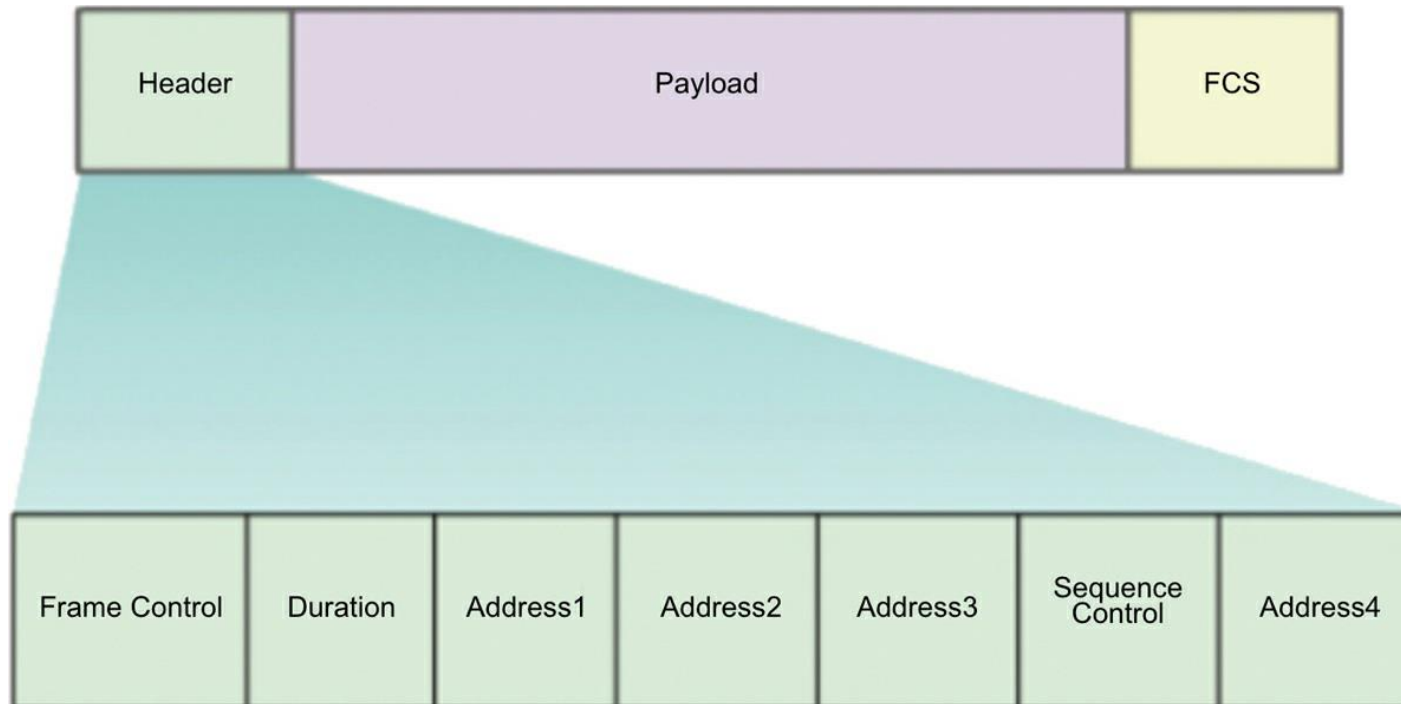 Header
Payload
FCS
Frame Control
Duration
Address1
Address2
Address3
Sequence
Control
Address4